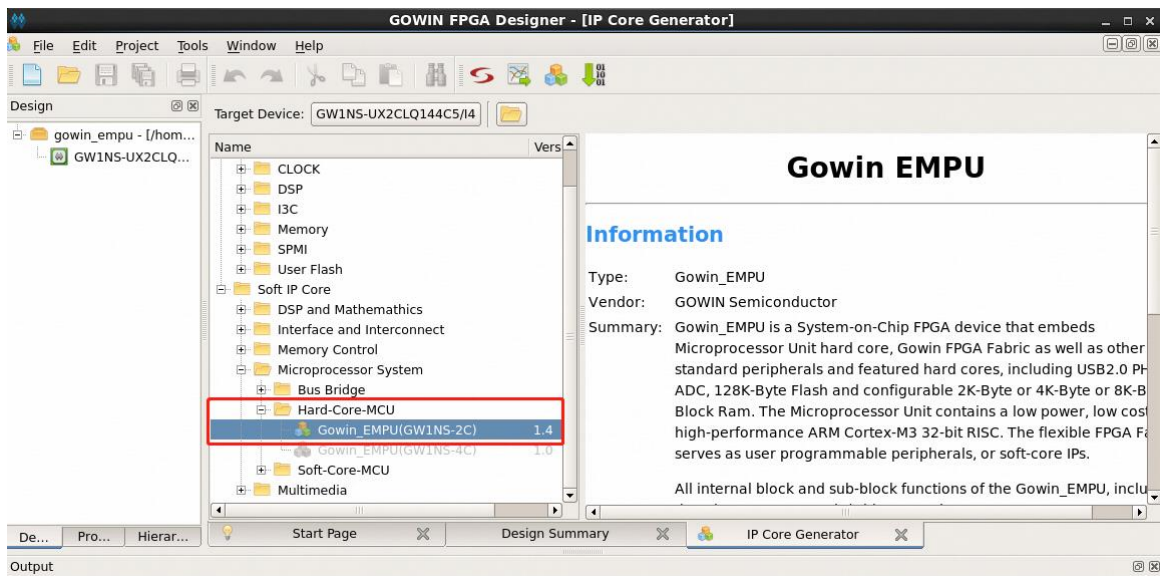 GOWIN FPGA Designer - [IP Core Generator]
File Edit Project Tools Window Help
Design
Target Device: GW1NS-UX2CLQ144C5/I4
gowin_empu - [/hom...
GW1NS-UX2CLQ...
Name Vers
CLOCK
DSP
I3C
Memory
SPMI
User Flash
Soft IP Core
DSP and Mathemathics
Interface and Interconnect
Memory Control
Microprocessor System
Bus Bridge
Hard-Core-MCU
Gowin_EMPU(GW1NS-2C) 1.4
Gowin_EMPU(GW1NS-4C) 1.0
Soft-Core-MCU
Multimedia
Gowin EMPU
Information
Type: Gowin_EMPU
Vendor: GOWIN Semiconductor
Summary: Gowin_EMPU is a System-on-Chip FPGA device that embeds
Microprocessor Unit hard core, Gowin FPGA Fabric as well as other
standard peripherals and featured hard cores, including USB2.0 PH
ADC, 128K-Byte Flash and configurable 2K-Byte or 4K-Byte or 8K-B
Block Ram. The Microprocessor Unit contains a low power, low cost
high-performance ARM Cortex-M3 32-bit RISC. The flexible FPGA Fa
serves as user programmable peripherals, or soft-core IPs.
All internal block and sub-block functions of the Gowin_EMPU, inclu
De... Pro... Hierar...
Start Page Design Summary IP Core Generator
Output